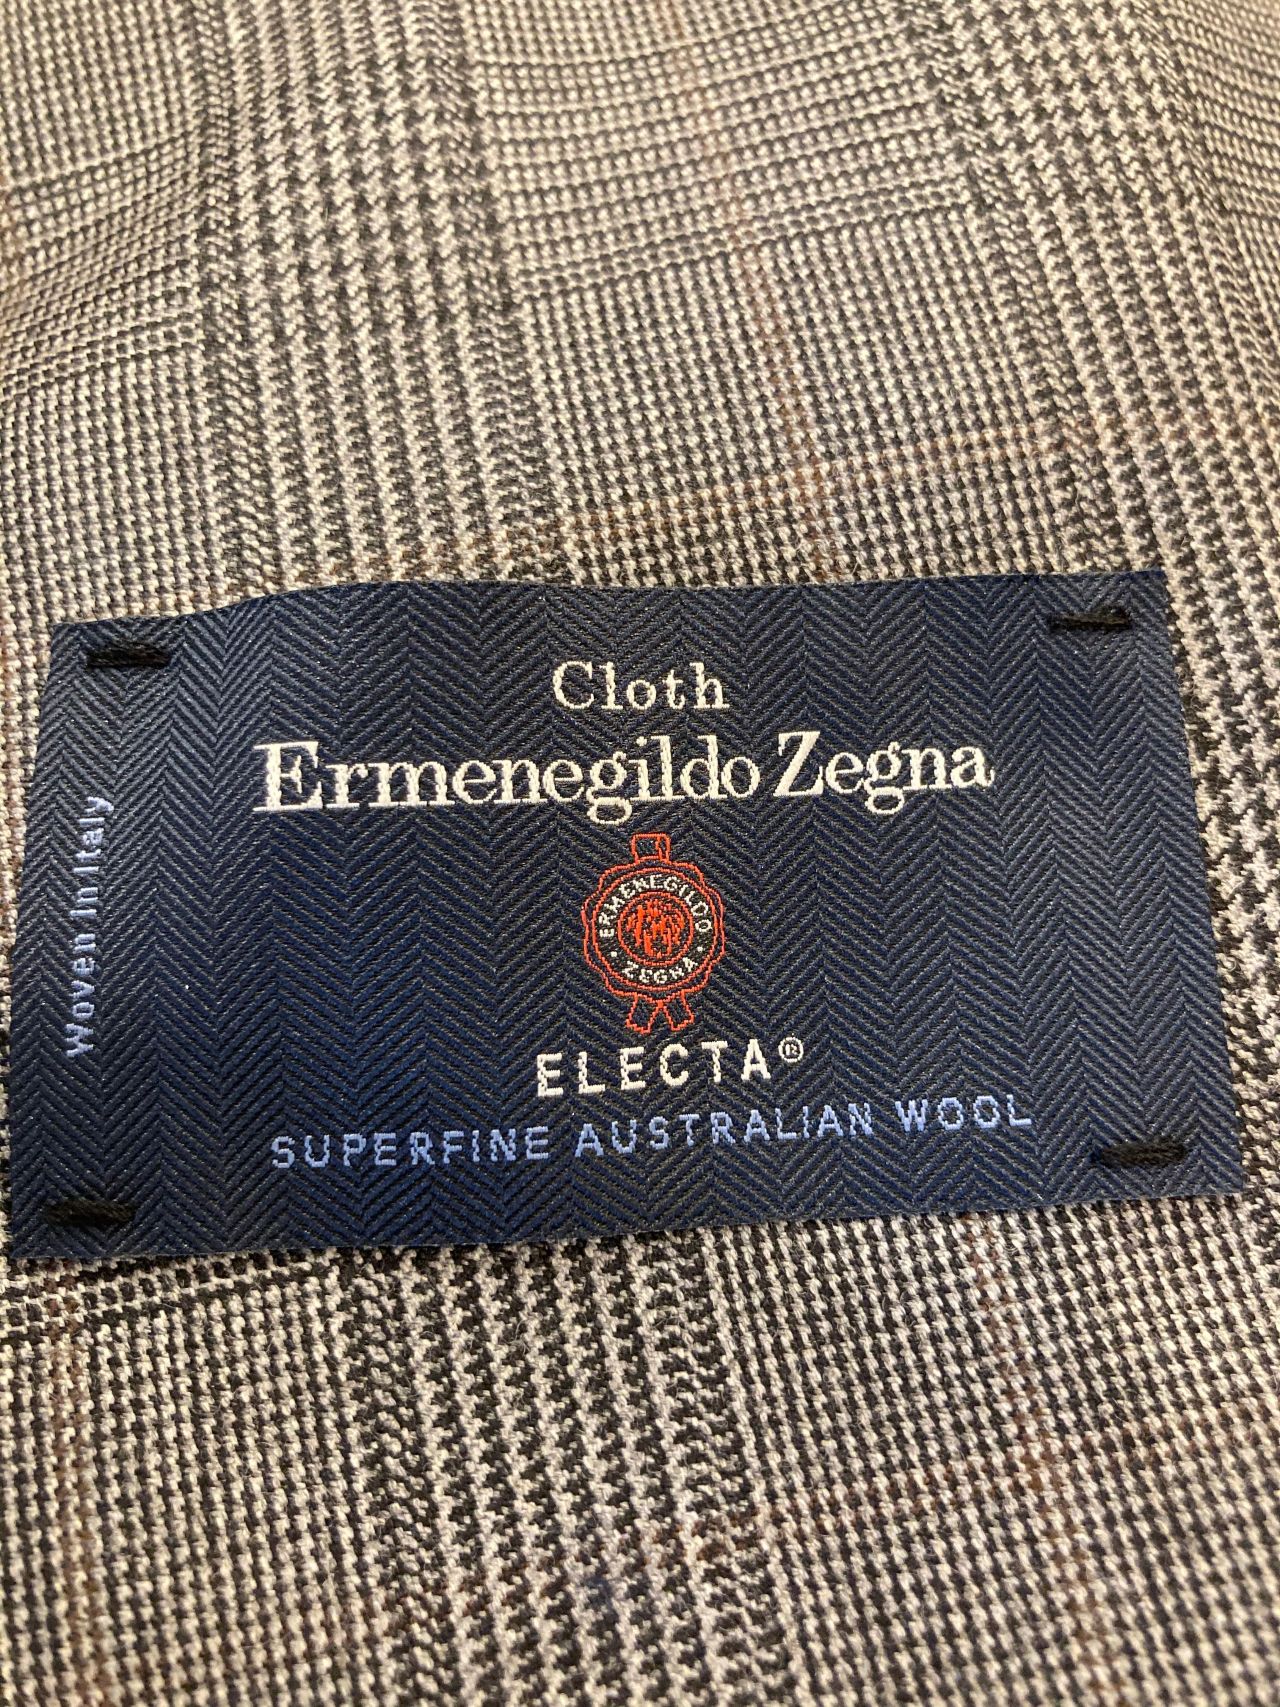 Cloth
Ermenegildo Zegna
ERMENEGILDO
· ZEGNA ·
ELECTA®
SUPERFINE AUSTRALIAN WOOL
Woven in Italy